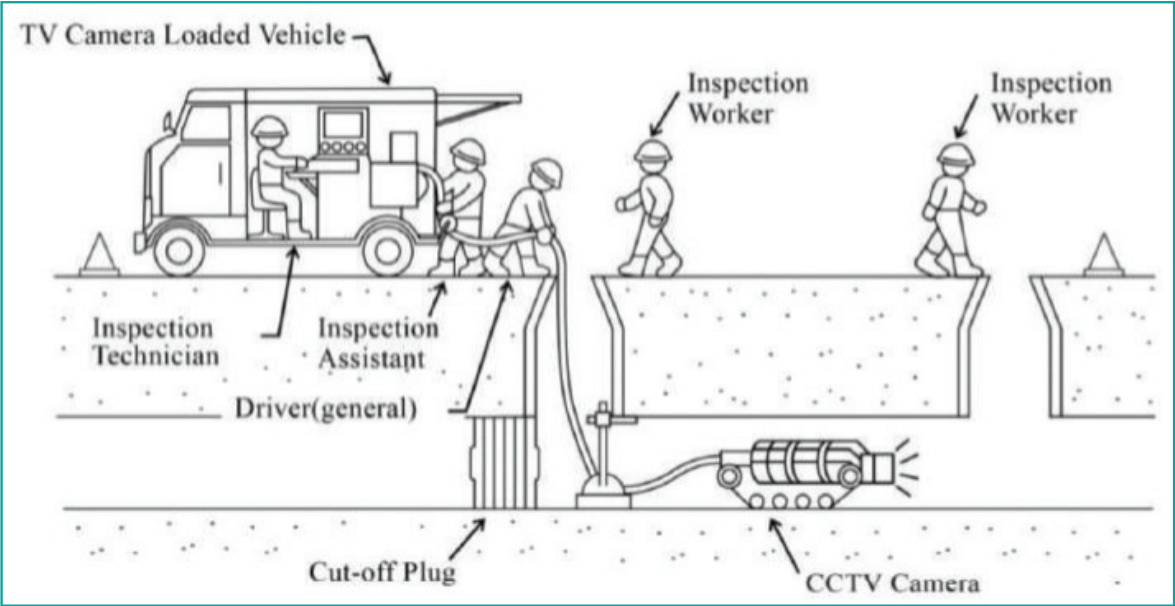 TV Camera Loaded Vehicle
Inspection
Worker
Inspection
Worker
Inspection
Technician
Inspection
Assistant
Driver(general)
Cut-off Plug
CCTV Camera